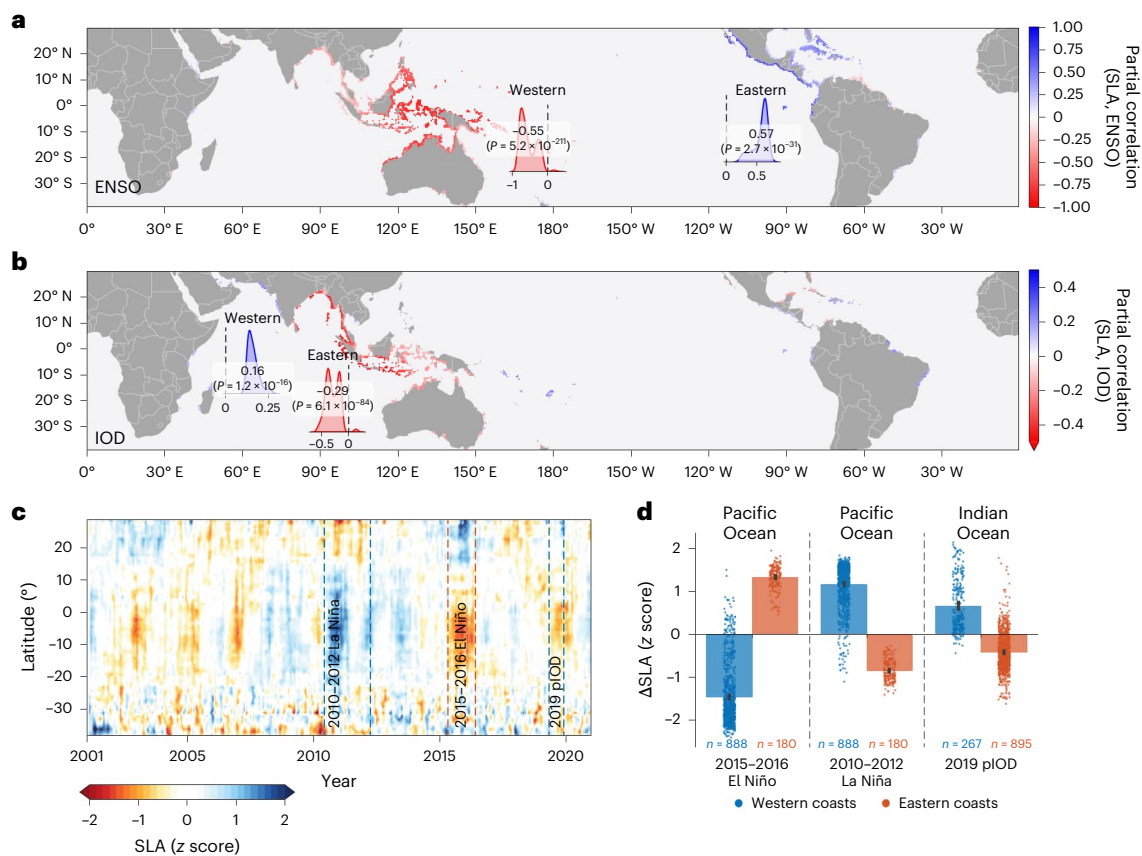 a
20° N
10° N
0°
10° S
20° S
30° S
ENSO
Western
–0.55
(P = 5.2 × 10⁻²¹¹)
–1
0
Eastern
0.57
(P = 2.7 × 10⁻³¹)
0
0.5
0°
30° E
60° E
90° E
120° E
150° E
180°
150° W
120° W
90° W
60° W
30° W
1.00
0.75
0.50
0.25
0
–0.25
–0.50
–0.75
–1.00
Partial correlation
(SLA, ENSO)
b
20° N
10° N
0°
10° S
20° S
30° S
IOD
Western
0.16
(P = 1.2 × 10⁻¹⁶)
0
0.25
Eastern
–0.29
(P = 6.1 × 10⁻⁸⁴)
–0.5
0
0°
30° E
60° E
90° E
120° E
150° E
180°
150° W
120° W
90° W
60° W
30° W
0.4
0.2
0
–0.2
–0.4
Partial correlation
(SLA, IOD)
c
Latitude (°)
20
10
0
–10
–20
–30
2010–2012 La Niña
2015–2016 El Niño
2019 pIOD
2001
2005
2010
2015
2020
Year
–2
–1
0
1
2
SLA (z score)
d
Pacific
Ocean
Pacific
Ocean
Indian
Ocean
ΔSLA (z score)
2
1
0
–1
–2
n = 888
n = 180
n = 888
n = 180
n = 267
n = 895
2015–2016
El Niño
2010–2012
La Niña
2019 pIOD
Western coasts
Eastern coasts